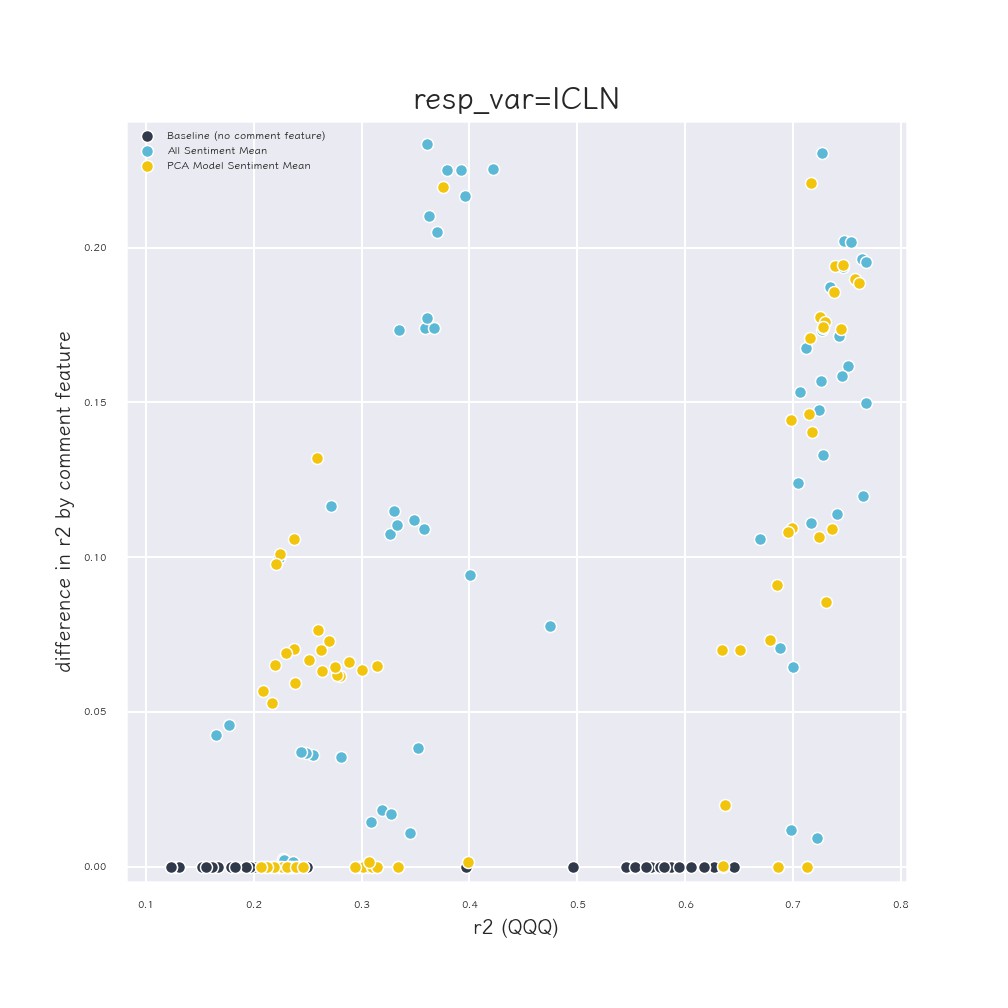 resp_var=ICLN
Baseline (no comment feature)
All Sentiment Mean
PCA Model Sentiment Mean
difference in r2 by comment feature
0.20
0.15
0.10
0.05
0.00
0.1 0.2 0.3 0.4 0.5 0.6 0.7 0.8
r2 (QQQ)